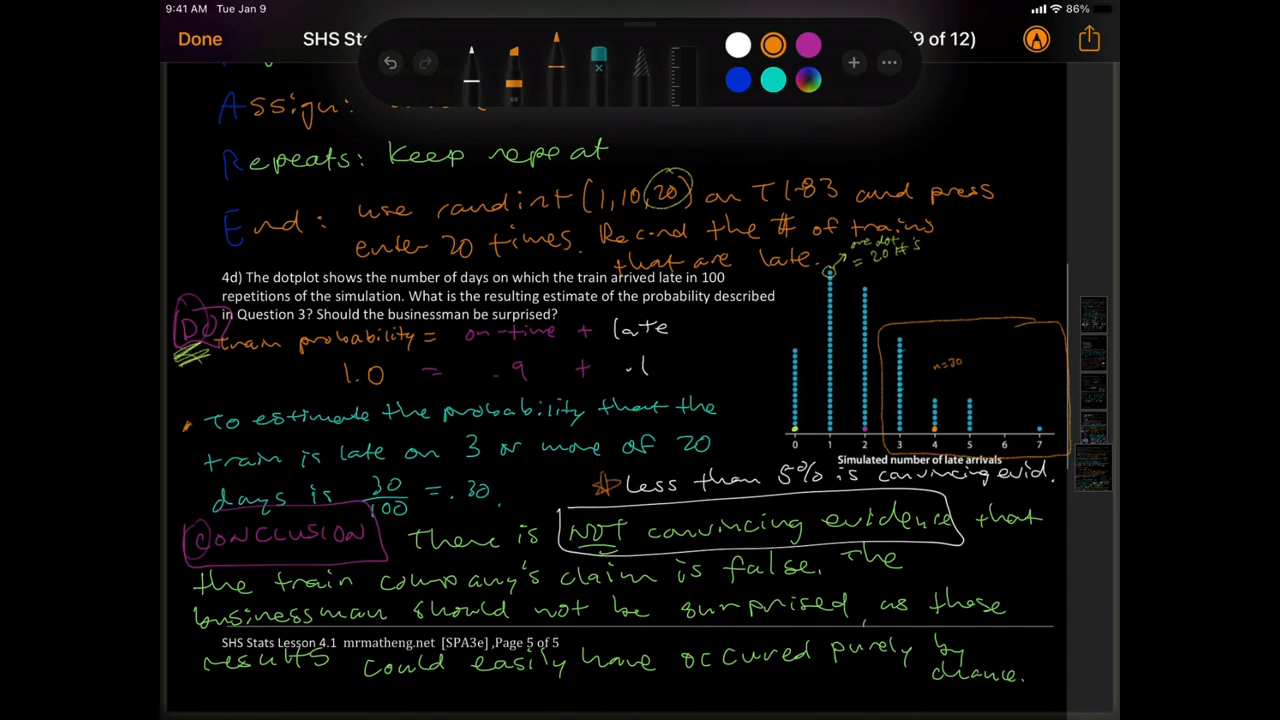 9:41 AM Tue Jan 9
86%
Done
SHS Sta
9 of 12)
50
Assign:
Repeats: Keep repeat
End: use randint (1,10,20) on TI-83 and press
enter 20 times. Record the # of trains
that are late.
one dot
= 20 #'s
4d) The dotplot shows the number of days on which the train arrived late in 100
repetitions of the simulation. What is the resulting estimate of the probability described
in Question 3? Should the businessman be surprised?
DO
train probability = on-time + late
1.0 = .9 + .1
n=30
To estimate the probability that the
train is late on 3 or more of 20
days is 30/100 = .30.
0 1 2 3 4 5 6 7
Simulated number of late arrivals
less than 5% is convincing evid.
CONCLUSION There is NOT convincing evidence that
the train company's claim is false. The
businessman should not be surprised, as these
SHS Stats Lesson 4.1 mrmatheng.net [SPA3e] ,Page 5 of 5
results could easily have occured purely by
chance.